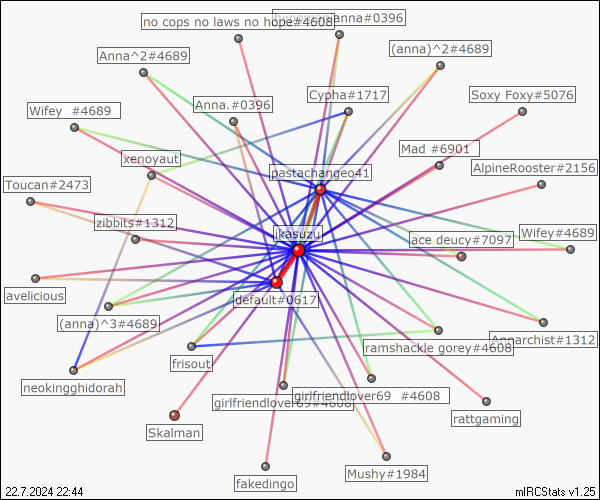 no cops no laws no hope#4608
anna#0396
Anna^2#4689
(anna)^2#4689
Anna.#0396
Cypha#1717
Soxy Foxy#5076
Wifey #4689
xenoyaut
Mad #6901
pastachangeo41
AlpineRooster#2156
Toucan#2473
zibbits#1312
jkasuzu
ace deucy#7097
Wifey#4689
avelicious
default#0617
(anna)^3#4689
Annarchist#1312
ramshackle gorey#4608
frisout
neokingghidorah
girlfriendlover69#4608
girlfriendlover69 #4608
rattgaming
Skalman
fakedingo
Mushy#1984
22.7.2024 22:44
mIRCStats v1.25